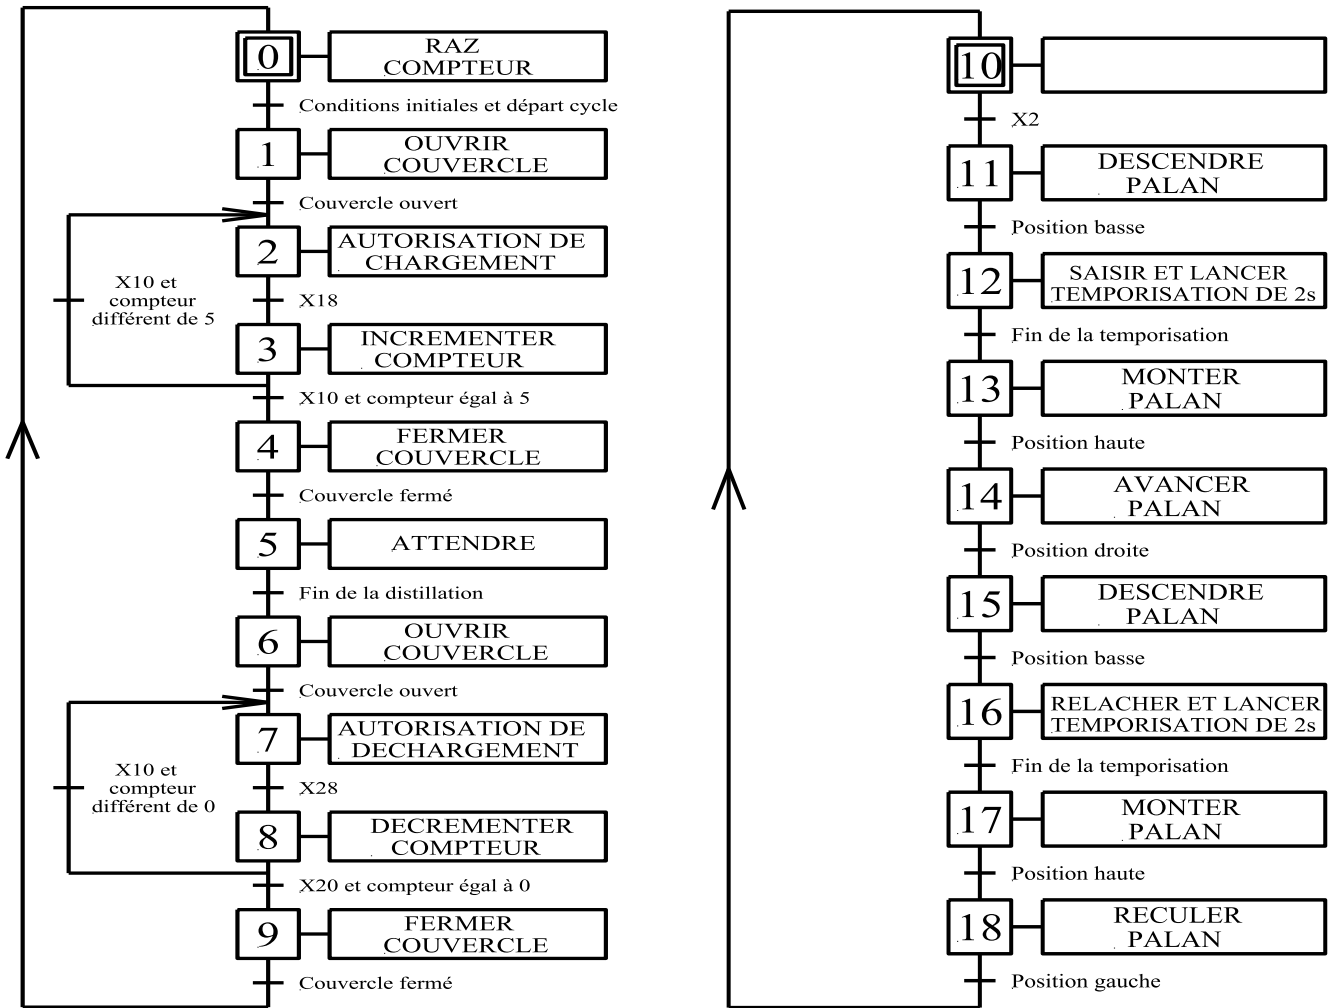 0
RAZ
COMPTEUR
Conditions initiales et départ cycle
1
OUVRIR
COUVERCLE
Couvercle ouvert
2
AUTORISATION DE
CHARGEMENT
X10 et
compteur
différent de 5
X18
3
INCREMENTER
COMPTEUR
X10 et compteur égal à 5
4
FERMER
COUVERCLE
Couvercle fermé
5
ATTENDRE
Fin de la distillation
6
OUVRIR
COUVERCLE
Couvercle ouvert
7
AUTORISATION DE
DECHARGEMENT
X10 et
compteur
différent de 0
X28
8
DECREMENTER
COMPTEUR
X20 et compteur égal à 0
9
FERMER
COUVERCLE
Couvercle fermé
10
X2
11
DESCENDRE
PALAN
Position basse
12
SAISIR ET LANCER
TEMPORISATION DE 2s
Fin de la temporisation
13
MONTER
PALAN
Position haute
14
AVANCER
PALAN
Position droite
15
DESCENDRE
PALAN
Position basse
16
RELACHER ET LANCER
TEMPORISATION DE 2s
Fin de la temporisation
17
MONTER
PALAN
Position haute
18
RECULER
PALAN
Position gauche